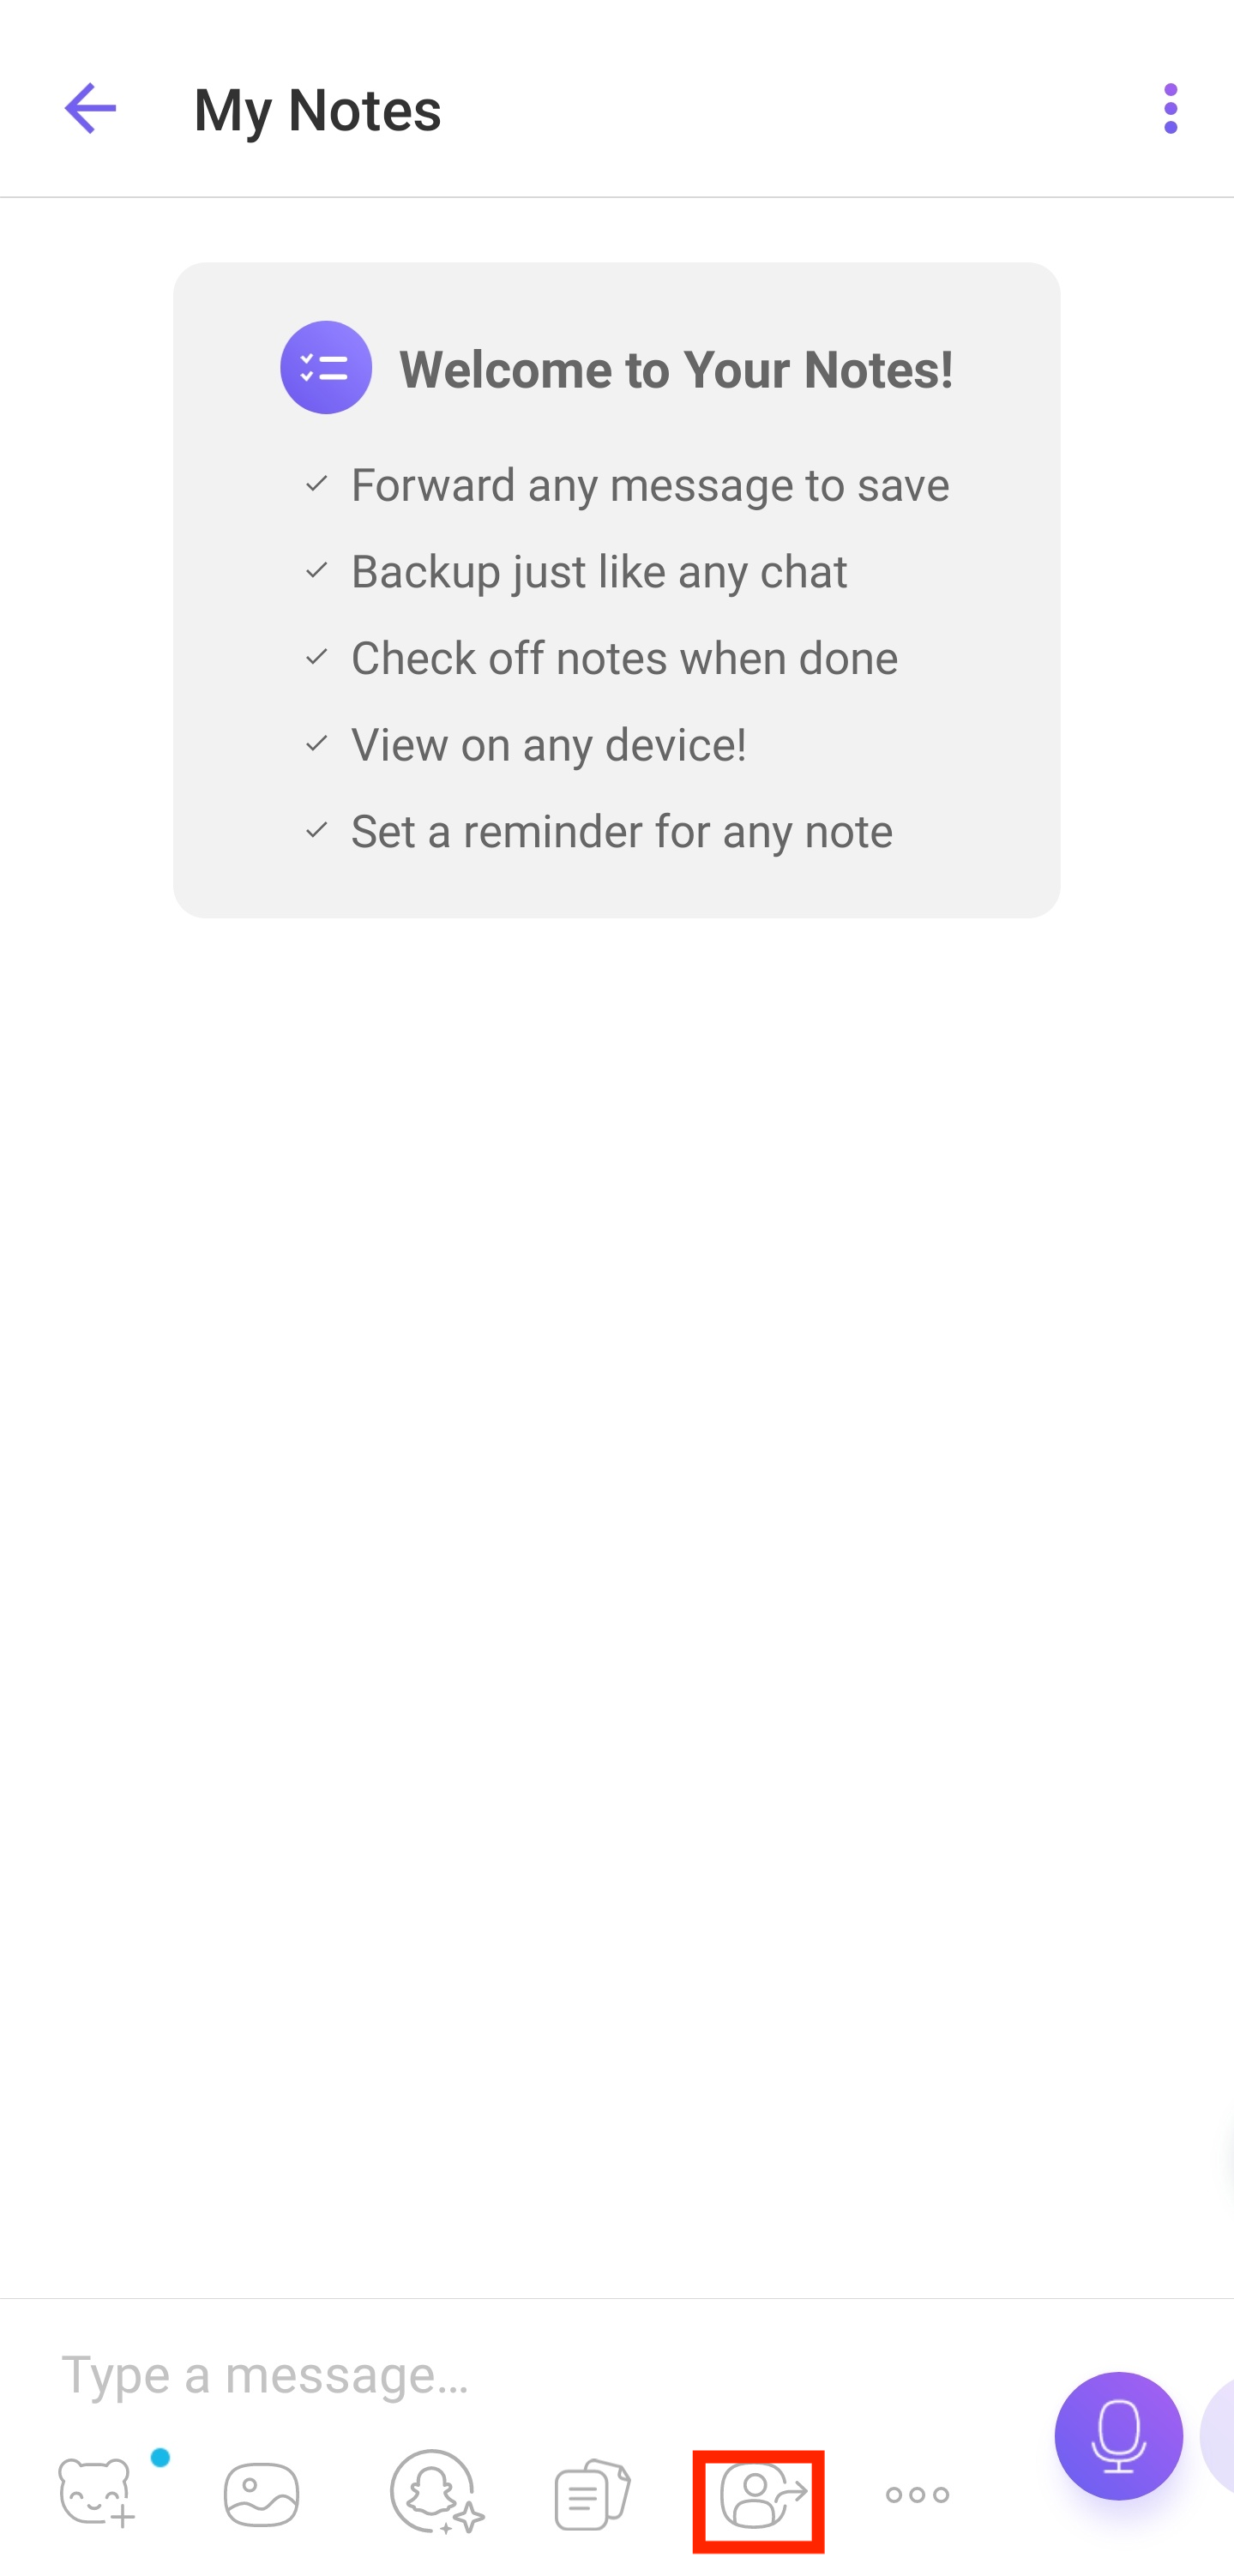 My Notes
Welcome to Your Notes!
Forward any message to save
Backup just like any chat
Check off notes when done
View on any device!
Set a reminder for any note
Type a message...